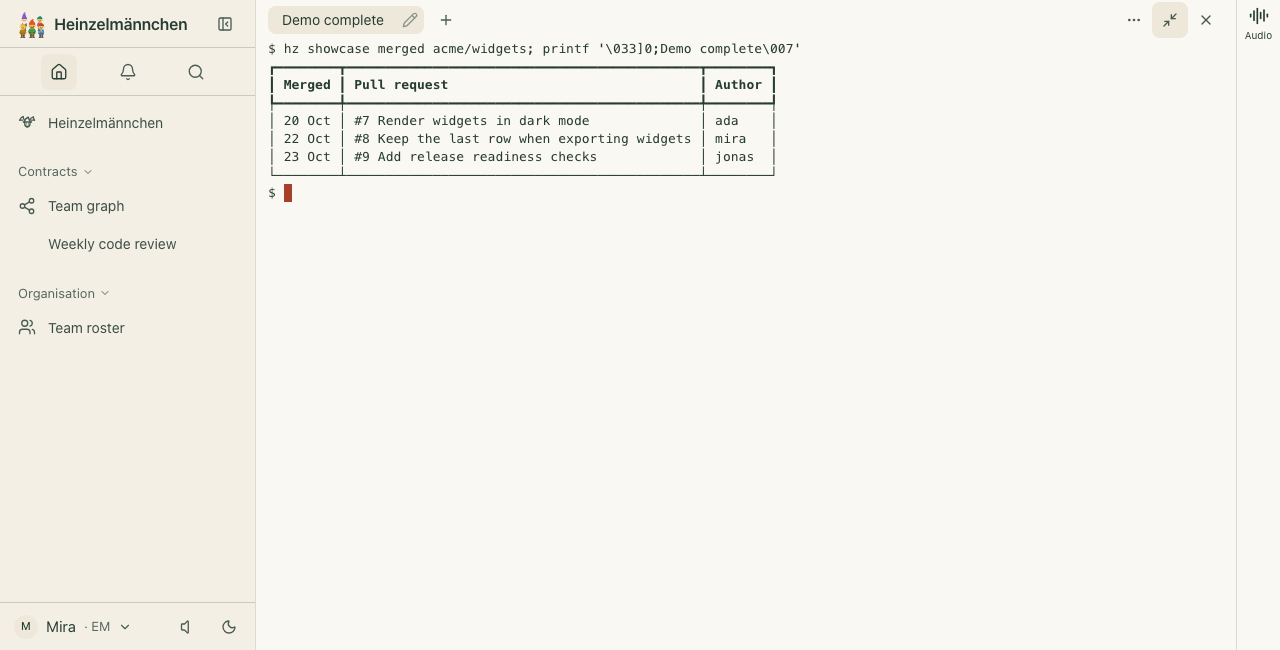 Heinzelmännchen
Heinzelmännchen
Contracts
Team graph
Weekly code review
Organisation
Team roster
M Mira · EM
Demo complete
Audio
$ hz showcase merged acme/widgets; printf '\033]0;Demo complete\007'
Merged Pull request Author
20 Oct #7 Render widgets in dark mode ada
22 Oct #8 Keep the last row when exporting widgets mira
23 Oct #9 Add release readiness checks jonas
$